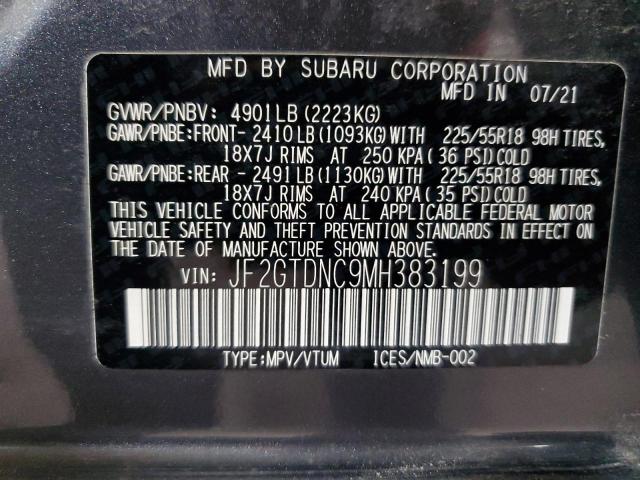 MFD BY SUBARU CORPORATION
MFD IN 07/21
GVWR/PNBV: 4901LB (2223KG)
GAWR/PNBE:FRONT- 2410LB (1093KG) WITH 225/55R18 98H TIRES,
18X7J RIMS AT 250 KPA( 36 PSI)COLD
GAWR/PNBE:REAR - 2491LB (1130KG) WITH 225/55R18 98H TIRES,
18X7J RIMS AT 240 KPA( 35 PSI)COLD
THIS VEHICLE CONFORMS TO ALL APPLICABLE FEDERAL MOTOR
VEHICLE SAFETY AND THEFT PREVENTION STANDARDS IN EFFECT ON
THE DATE OF MANUFACTURE SHOWN ABOVE.
VIN: JF2GTDNC9MH383199
TYPE:MPV/VTUM ICES/NMB-002